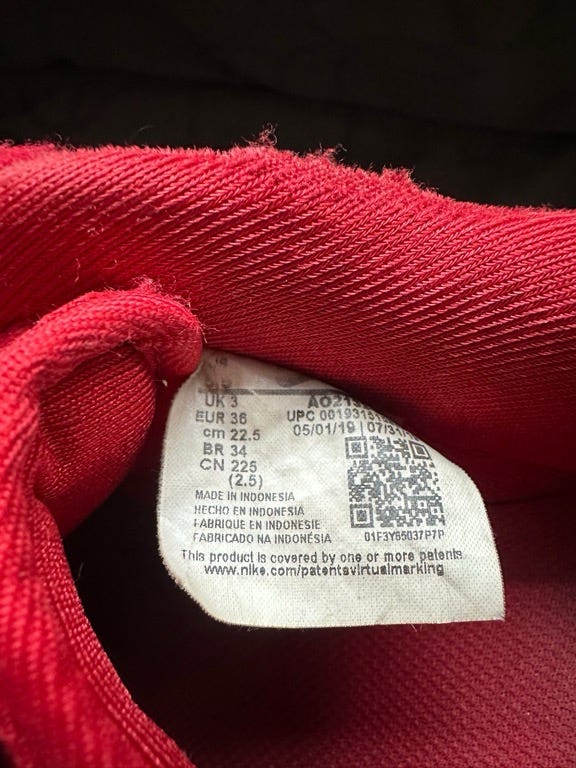 UK 3
EUR 36
cm 22.5
BR 34
CN 225
(2.5)
UPC
05/01/19 |
MADE IN INDONESIA
HECHO EN INDONESIA
FABRIQUE EN INDONESIE
FABRICADO NA INDONÉSIA
01F3Y65037P7P
This product is covered by one or more patents
www.nike.com/patentsvirtualmarking